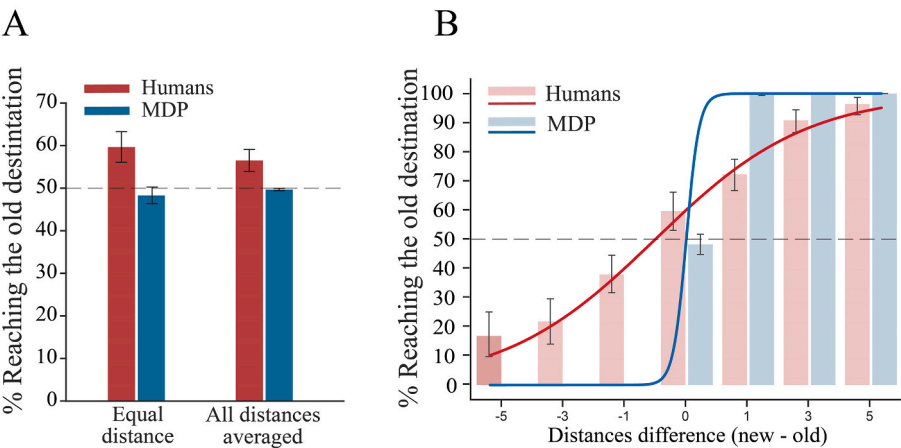 A
% Reaching the old destintation
Humans
MDP
70
60
50
40
30
20
10
0
Equal
distance
All distances
averaged
B
% Reaching the old destination
Humans
MDP
100
90
80
70
60
50
40
30
20
10
0
-5
-3
-1
0
1
3
5
Distances difference (new - old)